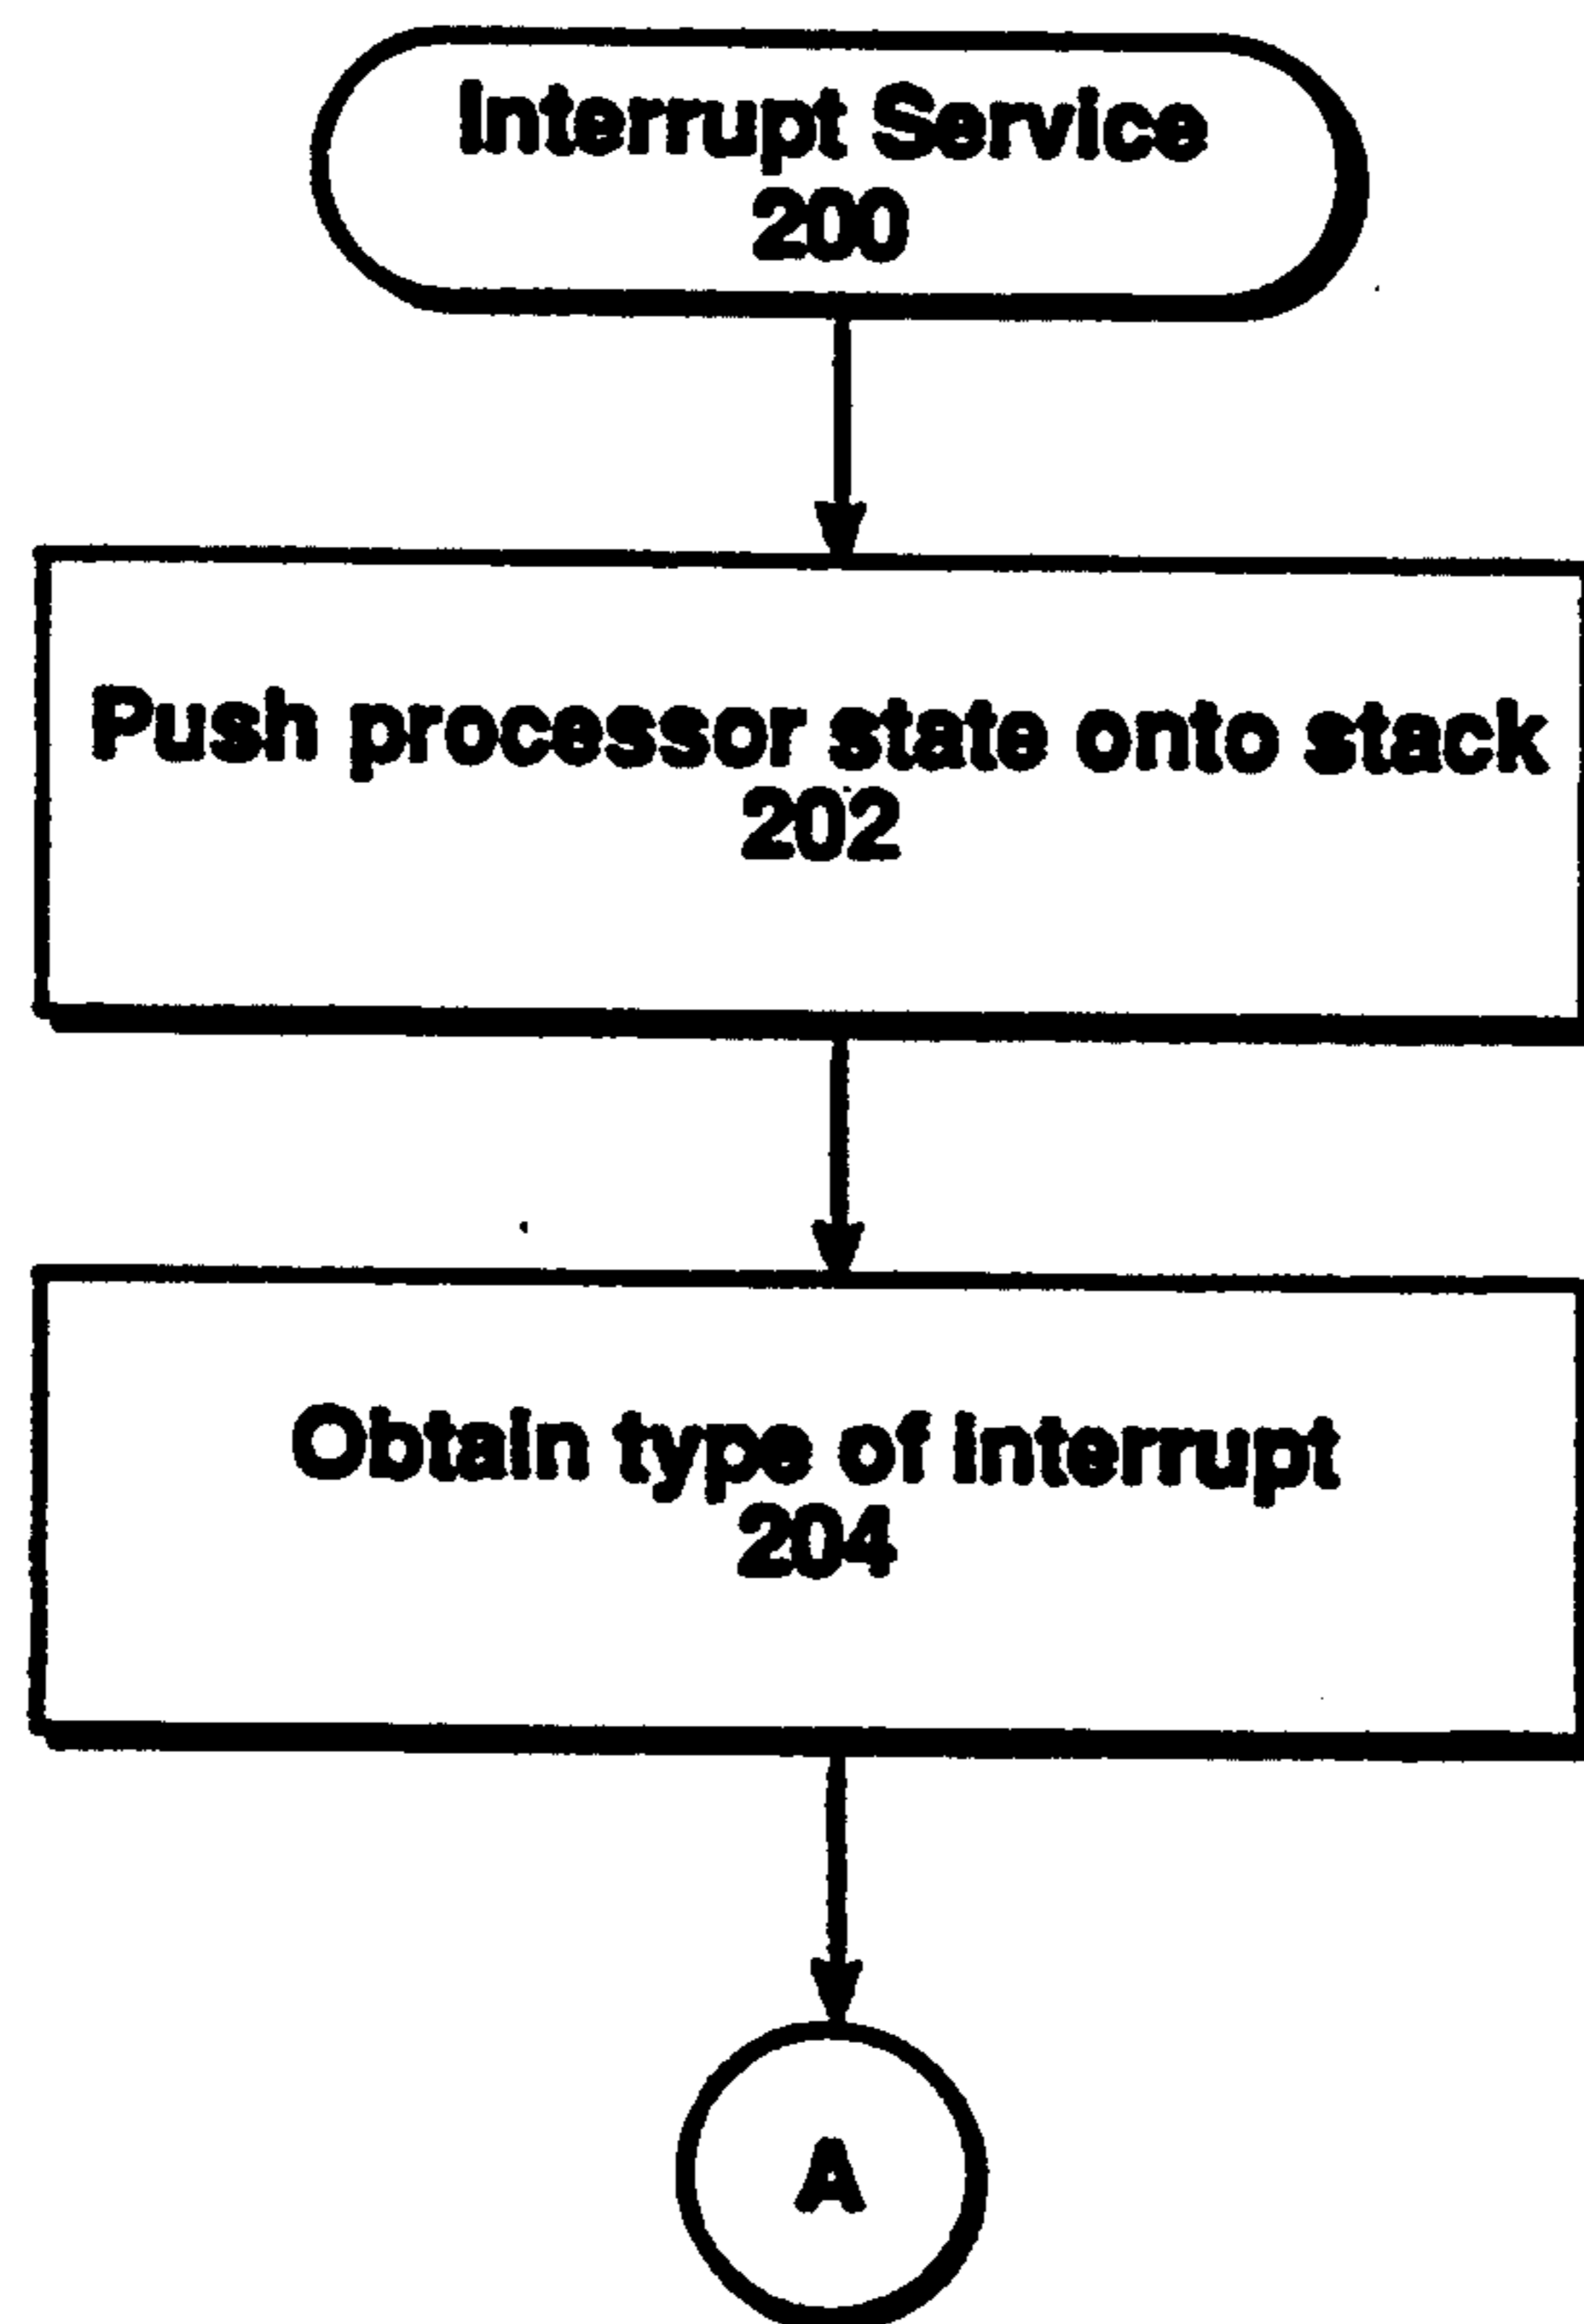 Interrupt Service
200
Push processor state onto stack
202
Obtain type of interrupt
204
A